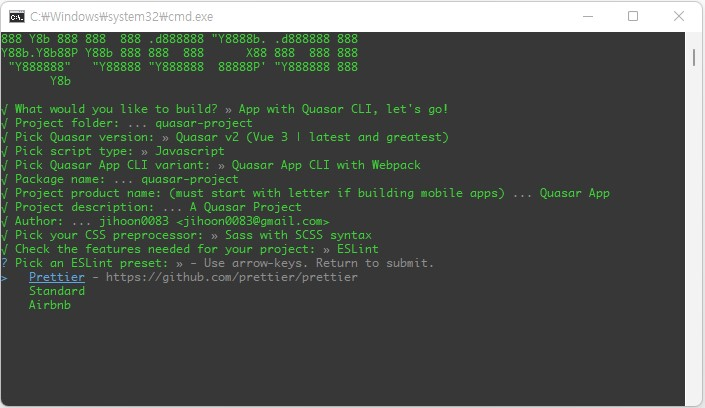 C:\Windows\system32\cmd.exe
888 Y8b 888 888  888 .d888888 "Y8888b. .d888888 888
Y88b.Y8b88P Y88b 888 888  888      X88 888  888 888
 "Y888888"   "Y88888 "Y888888  88888P' "Y888888 888
       Y8b
√ What would you like to build? » App with Quasar CLI, let's go!
√ Project folder: ... quasar-project
√ Pick Quasar version: » Quasar v2 (Vue 3 | latest and greatest)
√ Pick script type: » Javascript
√ Pick Quasar App CLI variant: » Quasar App CLI with Webpack
√ Package name: ... quasar-project
√ Project product name: (must start with letter if building mobile apps) ... Quasar App
√ Project description: ... A Quasar Project
√ Author: ... jihoon0083 <jihoon0083@gmail.com>
√ Pick your CSS preprocessor: » Sass with SCSS syntax
√ Check the features needed for your project: » ESLint
? Pick an ESLint preset: » - Use arrow-keys. Return to submit.
>   Prettier - https://github.com/prettier/prettier
    Standard
    Airbnb